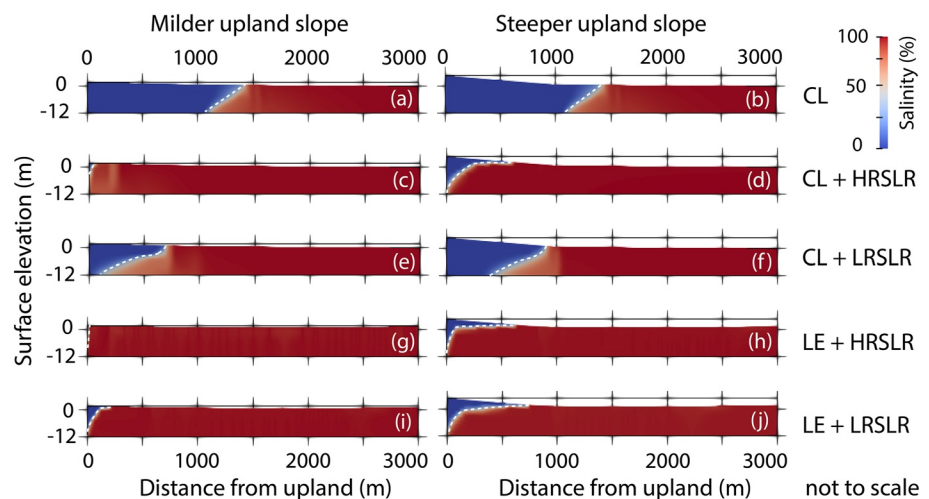 Milder upland slope Steeper upland slope
0 1000 2000 3000 0 1000 2000 3000
100
50
0
Salinity (%)
Surface elevation (m)
0
-12
(a) (b) CL
0
-12
(c) (d) CL + HRSLR
0
-12
(e) (f) CL + LRSLR
0
-12
(g) (h) LE + HRSLR
0
-12
(i) (j) LE + LRSLR
0 1000 2000 3000 0 1000 2000 3000
Distance from upland (m) Distance from upland (m) not to scale